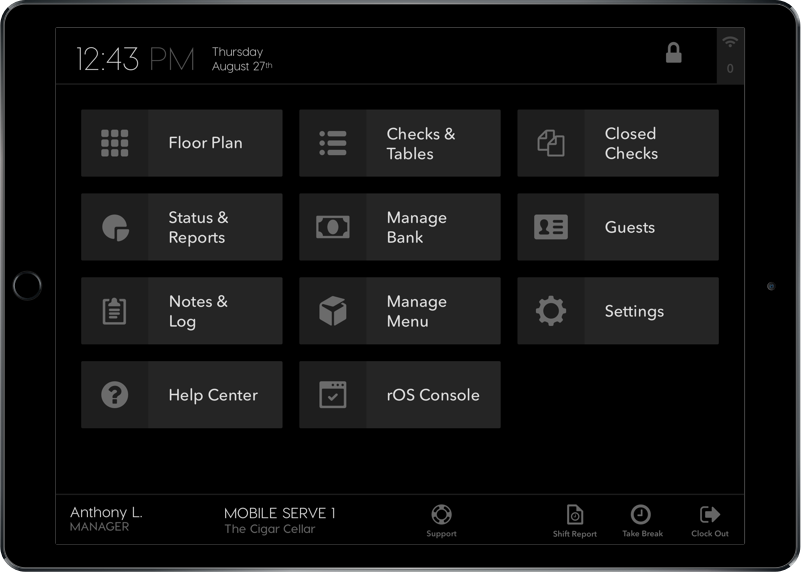 12:43 PM
Thursday
August 27th
0
Floor Plan
Checks &
Tables
Closed
Checks
Status &
Reports
Manage
Bank
Guests
Notes &
Log
Manage
Menu
Settings
Help Center
rOS Console
Anthony L.
MANAGER
MOBILE SERVE 1
The Cigar Cellar
Support
Shift Report
Take Break
Clock Out